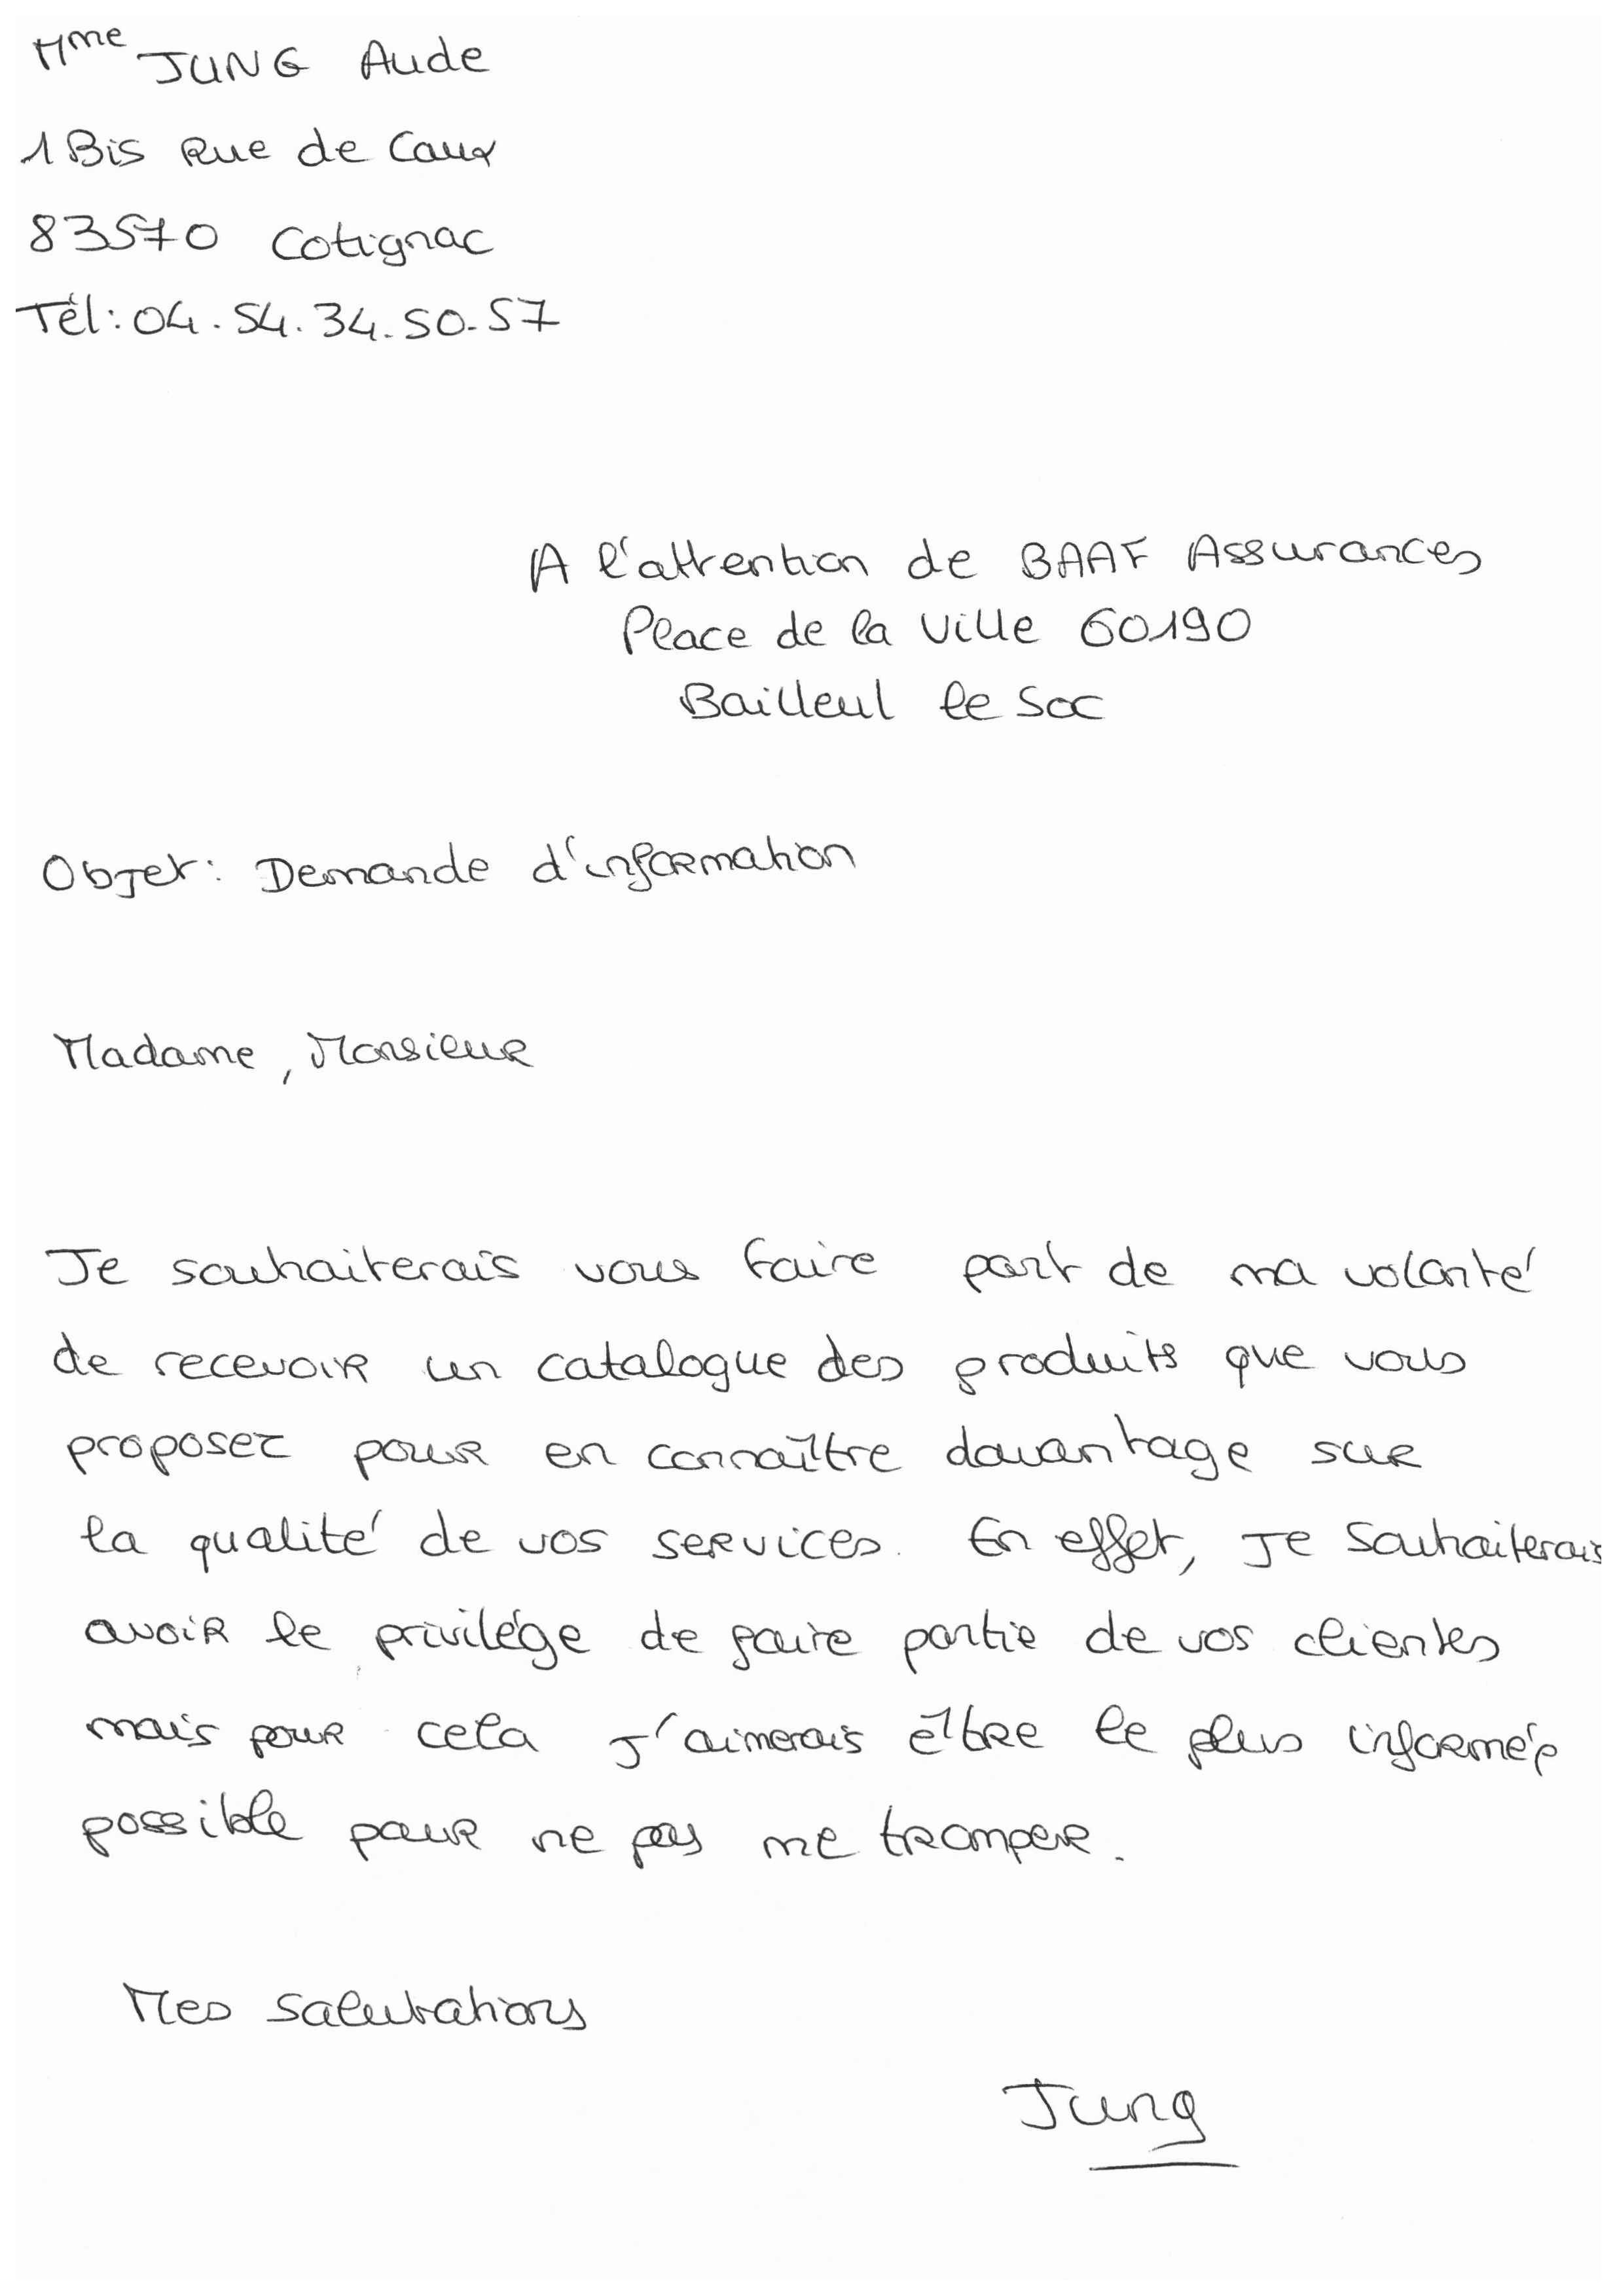 Mme JUNG Aude
1 Bis Rue de Caux
83570 Cotignac
Tél: 04.54.34.50.57
A l'attention de BAAF Assurances
Place de la Ville 60190
Bailleul le Soc
Objet: Demande d'information
Madame, Monsieur
Je souhaiterais vous faire part de ma volonté
de recevoir un catalogue des produits que vous
proposez pour en connaître davantage sur
la qualité de vos services. En effet, Je souhaiterais
avoir le privilége de faire partie de vos clientes
mais pour cela j'aimerais être le plus informée
possible pour ne pas me tromper.
Mes salutations
Jung